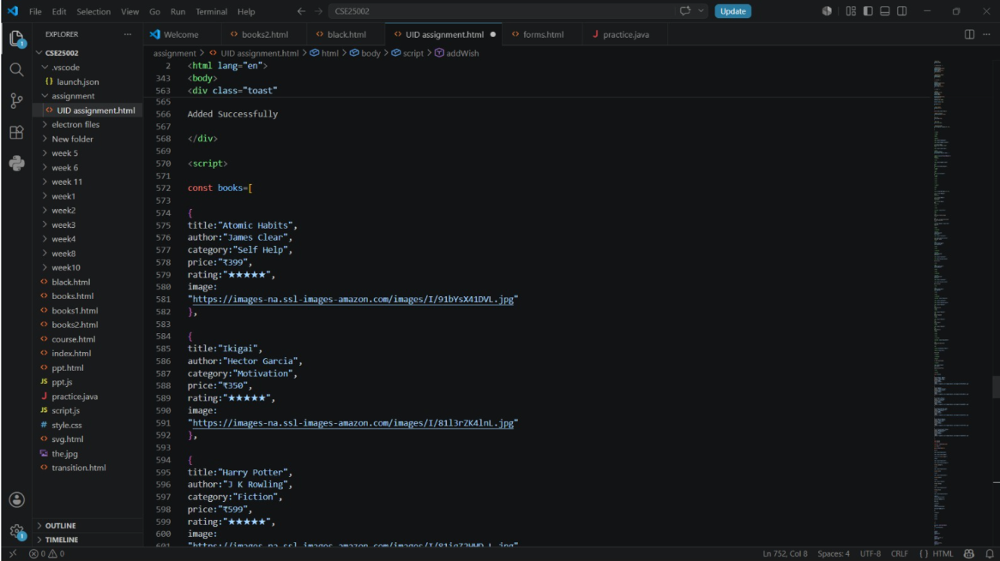 File Edit Selection View Go Run Terminal Help
CSE25002
Update
EXPLORER
Welcome
books2.html
black.html
UID assignment.html
forms.html
practice.java
assignment > UID assignment.html > html > body > script > addWish
CSE25002
.vscode
launch.json
assignment
UID assignment.html
electron files
New folder
week 5
week 6
week 11
week1
week2
week3
week4
week8
week10
black.html
books.html
books1.html
books2.html
course.html
index.html
ppt.html
JS ppt.js
J practice.java
JS script.js
# style.css
svg.html
the.jpg
transition.html
OUTLINE
TIMELINE
2 <html lang="en">
343 <body>
563 <div class="toast"
565
566 Added Successfully
567
568 </div>
569
570 <script>
571
572 const books=[
573
574 {
575 title:"Atomic Habits",
576 author:"James Clear",
577 category:"Self Help",
578 price:"₹399",
579 rating:"★★★★★",
580 image:
581 "https://images-na.ssl-images-amazon.com/images/I/91bYsX41DVL.jpg"
582 },
583
584 {
585 title:"Ikigai",
586 author:"Hector Garcia",
587 category:"Motivation",
588 price:"₹350",
589 rating:"★★★★★",
590 image:
591 "https://images-na.ssl-images-amazon.com/images/I/81l3rZK4lnL.jpg"
592 },
593
594 {
595 title:"Harry Potter",
596 author:"J K Rowling",
597 category:"Fiction",
598 price:"₹599",
599 rating:"★★★★★",
600 image:
0 0
Ln 752, Col 8 Spaces: 4 UTF-8 CRLF { } HTML